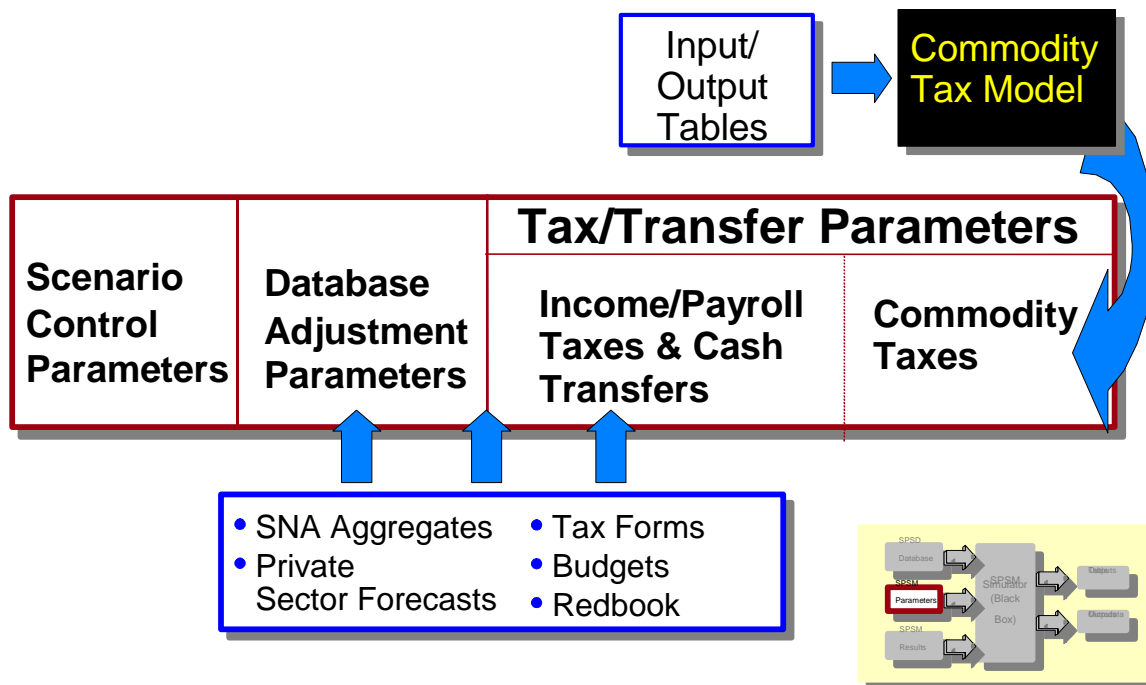 Input/
Output
Tables
Commodity
Tax Model
Tax/Transfer Parameters
Scenario
Control
Parameters
Database
Adjustment
Parameters
Income/Payroll
Taxes & Cash
Transfers
Commodity
Taxes
• SNA Aggregates
• Private
Sector Forecasts
• Tax Forms
• Budgets
• Redbook
SPSD
Database
SPSM
Parameters
SPSM
Results
SPSM
Simulator
(Black
Box)